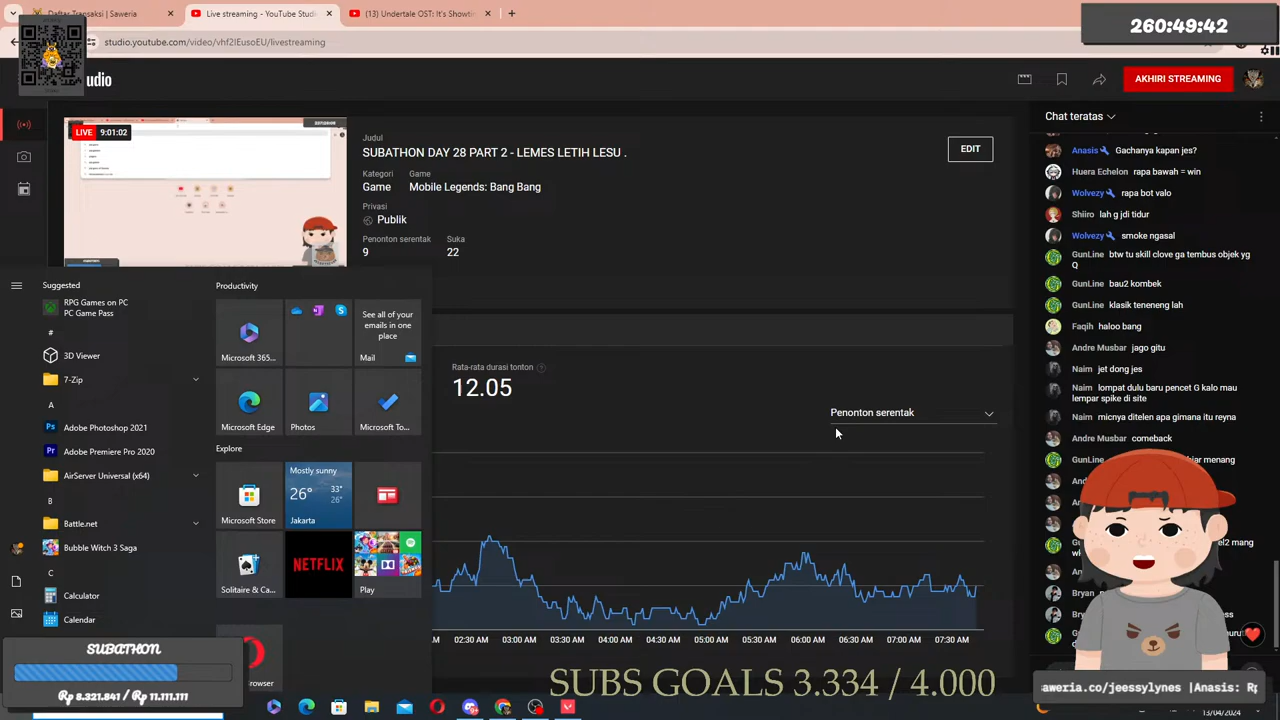 Daftar Transaksi | Saweria
Live streaming - YouTube Studio
(13) Undertale OST: It's Showti
260:49:42
studio.youtube.com/video/vhf2IEusoEU/livestreaming
udio
AKHIRI STREAMING
LIVE 9:01:02
Judul
SUBATHON DAY 28 PART 2 - LEMES LETIH LESU .
EDIT
Kategori Game
Game Mobile Legends: Bang Bang
Privasi
Publik
Penonton serentak Suka
9 22
Suggested
RPG Games on PC
PC Game Pass
#
3D Viewer
7-Zip
A
Adobe Photoshop 2021
Adobe Premiere Pro 2020
AirServer Universal (x64)
B
Battle.net
Bubble Witch 3 Saga
C
Calculator
Calendar
Productivity
Microsoft 365...
See all of your
emails in one
place
Mail
Microsoft Edge
Photos
Microsoft To...
Explore
Microsoft Store
Mostly sunny
26° 33°
26°
Jakarta
Solitaire & Ca...
NETFLIX
Play
rowser
Rata-rata durasi tonton
12.05
Penonton serentak
AM 02:30 AM 03:00 AM 03:30 AM 04:00 AM 04:30 AM 05:00 AM 05:30 AM 06:00 AM 06:30 AM 07:00 AM 07:30 AM
Chat teratas
Anasis Gachanya kapan jes?
Huera Echelon rapa bawah = win
Wolvezy rapa bot valo
Shiiro lah g jdi tidur
Wolvezy smoke ngasal
GunLine btw tu skill clove ga tembus objek yg
Q
GunLine bau2 kombek
GunLine klasik teneneng lah
Faqih haloo bang
Andre Musbar jago gitu
Naim jet dong jes
Naim lompat dulu baru pencet G kalo mau
lempar spike di site
Naim micnya ditelen apa gimana itu reyna
Andre Musbar comeback
GunLine menang
SUBATHON
Rp 8.321.841 / Rp 11.111.111
SUBS GOALS 3.334 / 4.000
saweria.co/jeessylynes |Anasis: Rp
13/04/2024